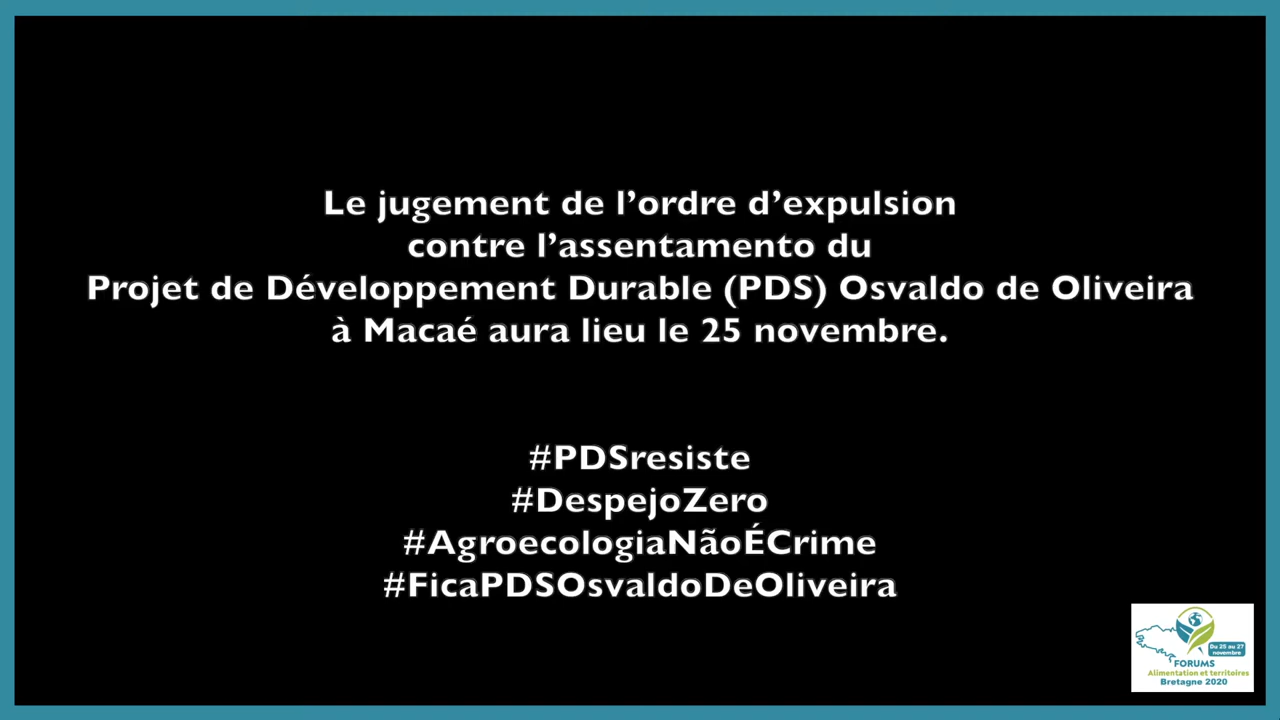 Le jugement de l’ordre d’expulsion
contre l’assentamento du
Projet de Développement Durable (PDS) Osvaldo de Oliveira
à Macaé aura lieu le 25 novembre.
#PDSresiste
#DespejoZero
#AgroecologiaNãoÉCrime
#FicaPDSOsvaldoDeOliveira
Du 25 au 27
novembre
FORUMS
Alimentation et territoires
Bretagne 2020